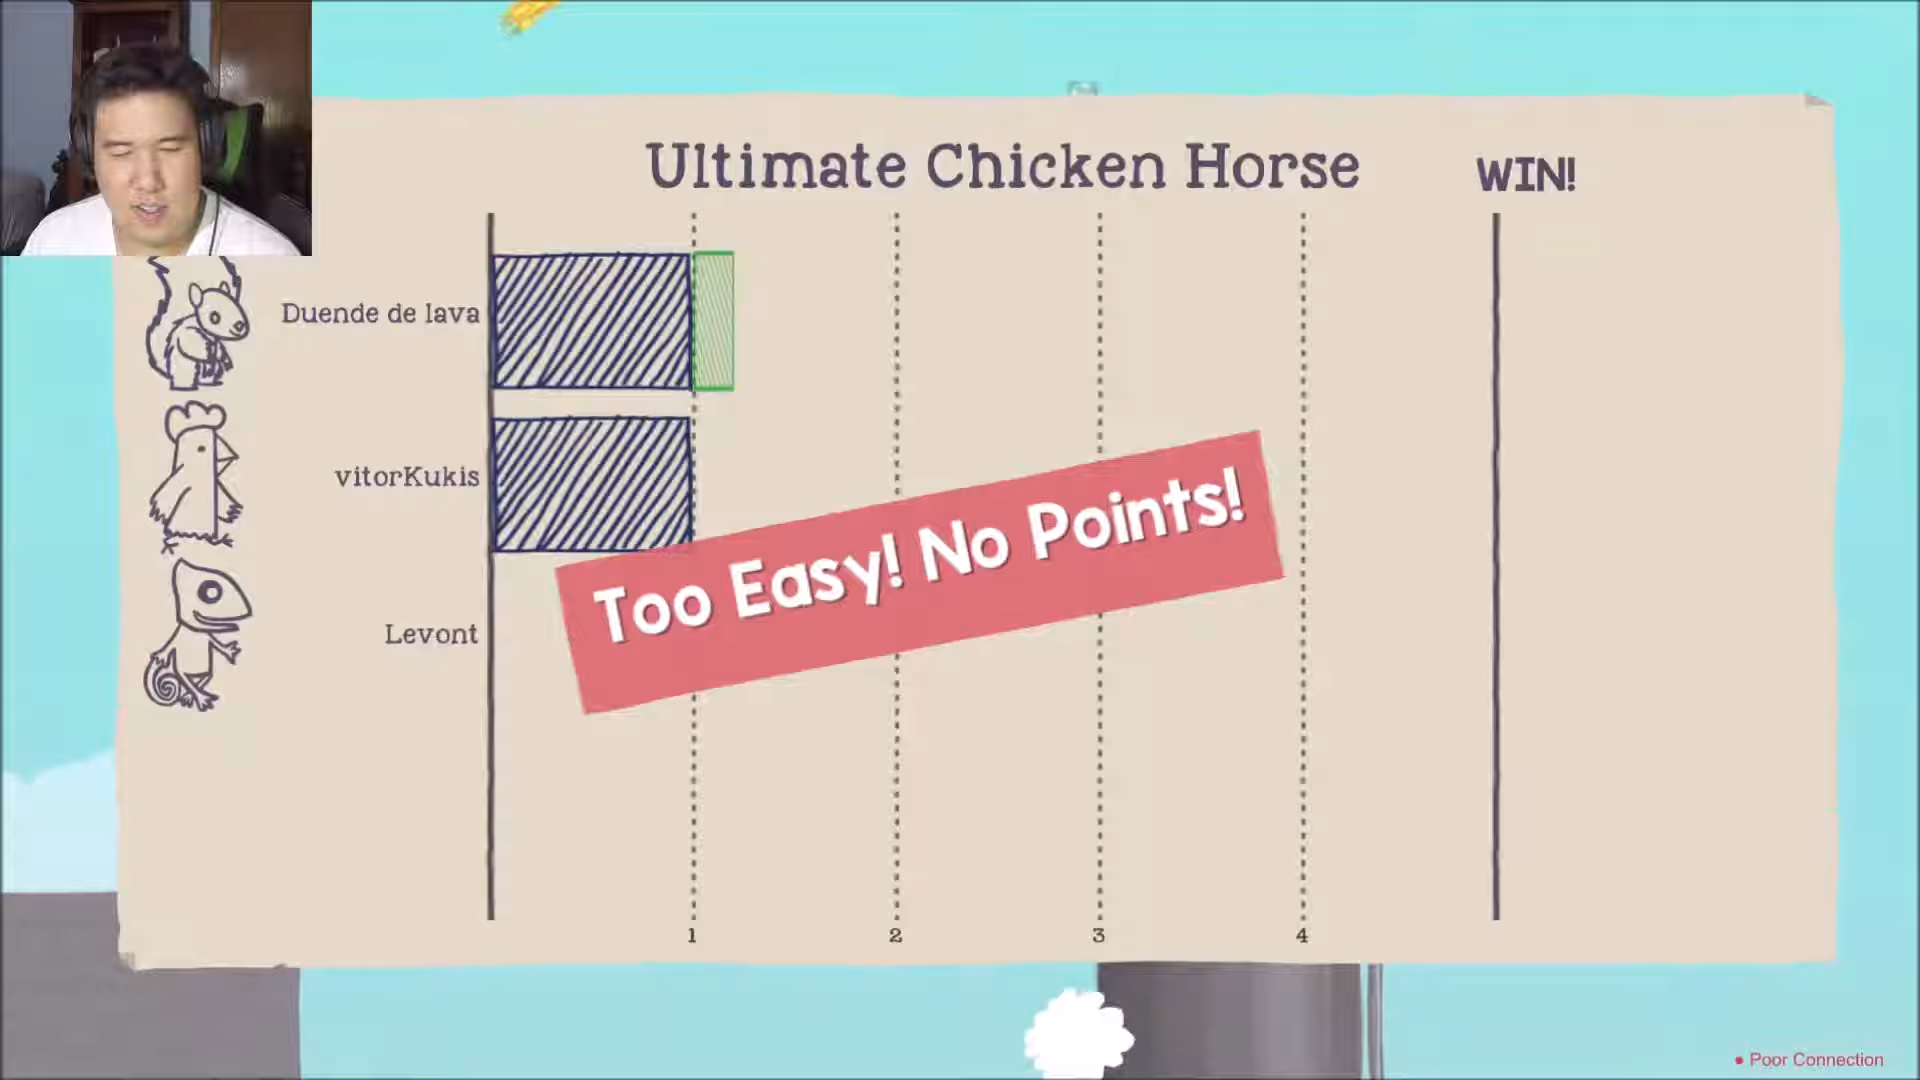 Ultimate Chicken Horse
WIN!
Duende de lava
vitorKukis
Too Easy! No Points!
Levont
1 2 3 4
Poor Connection